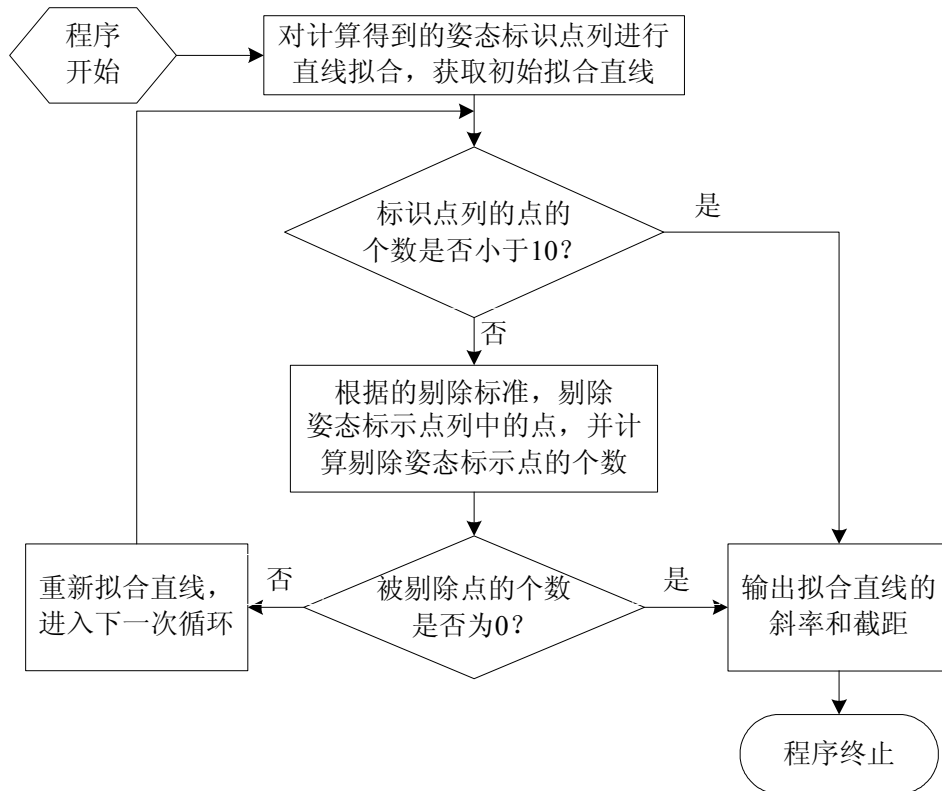 程序
开始
对计算得到的姿态标识点列进行
直线拟合，获取初始拟合直线
标识点列的点的
个数是否小于10？
是
否
根据的剔除标准，剔除
姿态标示点列中的点，并计
算剔除姿态标示点的个数
重新拟合直线，
进入下一次循环
否
被剔除点的个数
是否为0？
是
输出拟合直线的
斜率和截距
程序终止